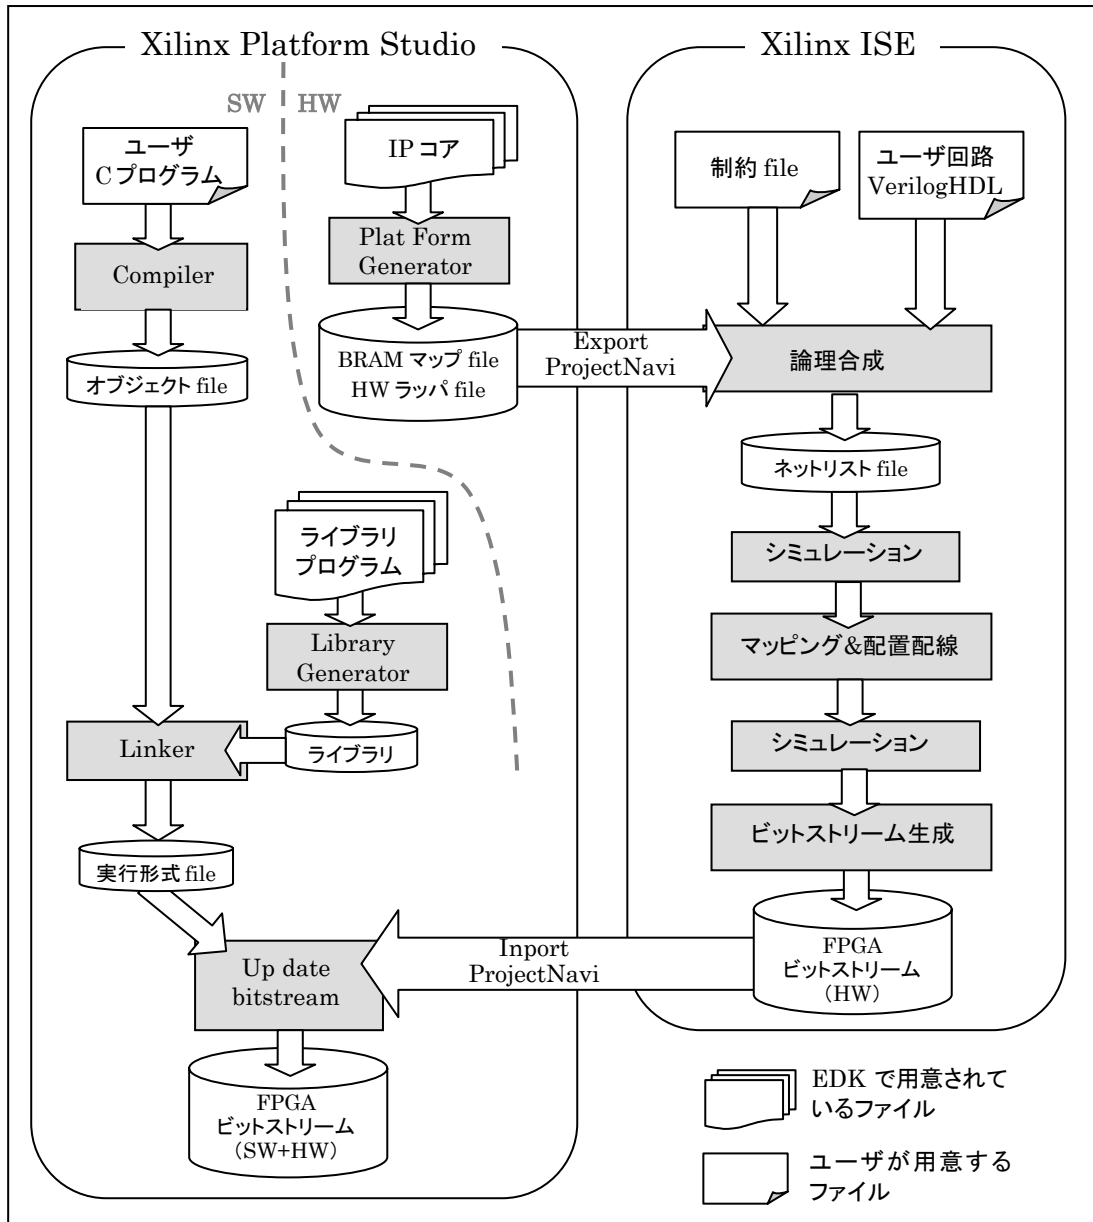 Xilinx Platform Studio
SW
HW
ユーザ
C プログラム
Compiler
オブジェクト file
IP コア
Plat Form
Generator
BRAM マップ file
HW ラッパ file
ライブラリ
プログラム
Library
Generator
ライブラリ
Linker
実行形式 file
Up date
bitstream
FPGA
ビットストリーム
(SW+HW)
Export
ProjectNavi
Inport
ProjectNavi
Xilinx ISE
制約 file
ユーザ回路
VerilogHDL
論理合成
ネットリスト file
シミュレーション
マッピング&配置配線
シミュレーション
ビットストリーム生成
FPGA
ビットストリーム
(HW)
EDK で用意されて
いるファイル
ユーザが用意する
ファイル